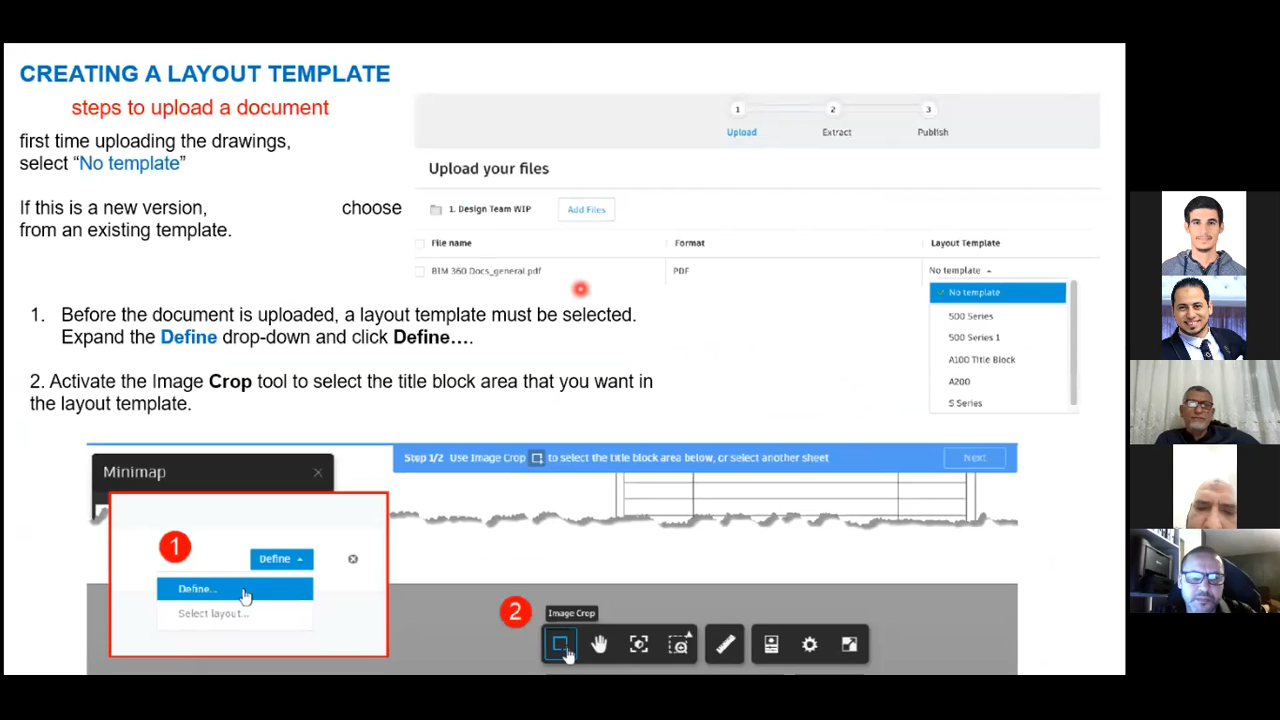 CREATING A LAYOUT TEMPLATE
steps to upload a document
first time uploading the drawings,
select “No template”
If this is a new version, choose
from an existing template.
1 2 3
Upload Extract Publish
Upload your files
1. Design Team WIP Add Files
File name Format Layout Template
BIM 360 Docs_general.pdf PDF No template
No template
500 Series
500 Series 1
A100 Title Block
A200
S Series
1. Before the document is uploaded, a layout template must be selected.
Expand the Define drop-down and click Define….
2. Activate the Image Crop tool to select the title block area that you want in
the layout template.
Minimap
Step 1/2 Use Image Crop to select the title block area below, or select another sheet Next
1
Define
Define...
Select layout...
2
Image Crop